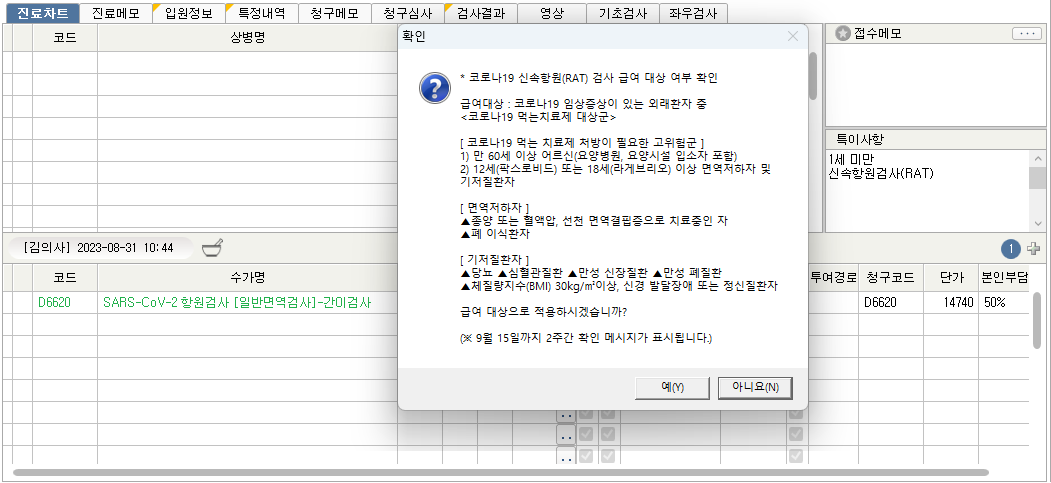 진료차트 진료메모 입원정보 특정내역 청구메모 청구심사 검사결과 영상 기초검사 좌우검사
코드 상병명
접수메모
특이사항
1세 미만
신속항원검사(RAT)
확인
* 코로나19 신속항원(RAT) 검사 급여 대상 여부 확인
급여대상 : 코로나19 임상증상이 있는 외래환자 중
<코로나19 먹는치료제 대상군>
[ 코로나19 먹는 치료제 처방이 필요한 고위험군 ]
1) 만 60세 이상 어르신(요양병원, 요양시설 입소자 포함)
2) 12세(팍스로비드) 또는 18세(라게브리오) 이상 면역저하자 및
기저질환자
[ 면역저하자 ]
▲종양 또는 혈액압, 선천 면역결핍증으로 치료중인 자
▲폐 이식환자
[ 기저질환자 ]
▲당뇨 ▲심혈관질환 ▲만성 신장질환 ▲만성 폐질환
▲체질량지수(BMI) 30kg/㎡이상, 신경 발달장애 또는 정신질환자
급여 대상으로 적용하시겠습니까?
(※ 9월 15일까지 2주간 확인 메시지가 표시됩니다.)
예(Y) 아니요(N)
[김의사] 2023-08-31 10:44
1
코드 수가명 투여경로 청구코드 단가 본인부담
D6620 SARS-CoV-2 항원검사 [일반면역검사]-간이검사 D6620 14740 50%